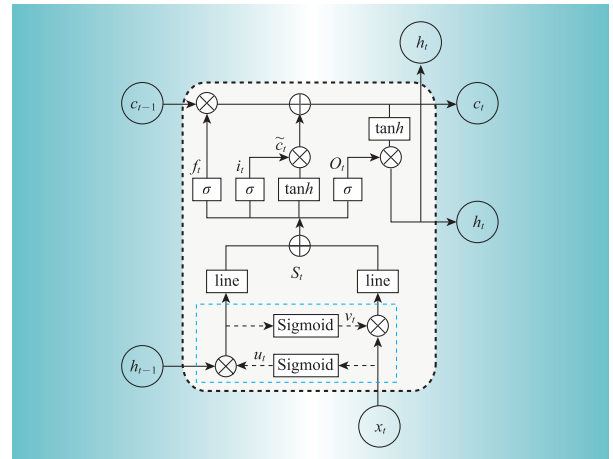 h_t
c_{t−1}
c_t
tanh
c̃_t
f_t
i_t
O_t
σ
σ
tanh
σ
h_t
S_t
line
line
Sigmoid
v_t
u_t
Sigmoid
h_{t−1}
x_t